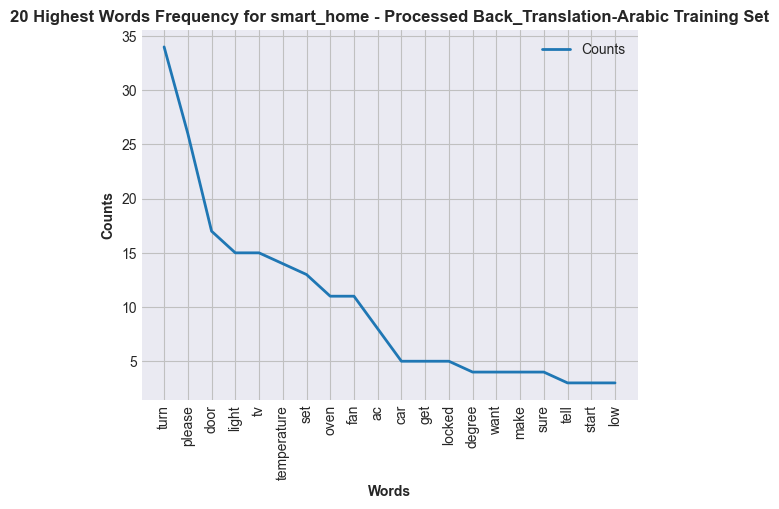 20 Highest Words Frequency for smart_home - Processed Back_Translation-Arabic Training Set
Counts
35
30
25
20
15
10
5
Counts
turn
please
door
light
tv
temperature
set
oven
fan
ac
car
get
locked
degree
want
make
sure
tell
start
low
Words